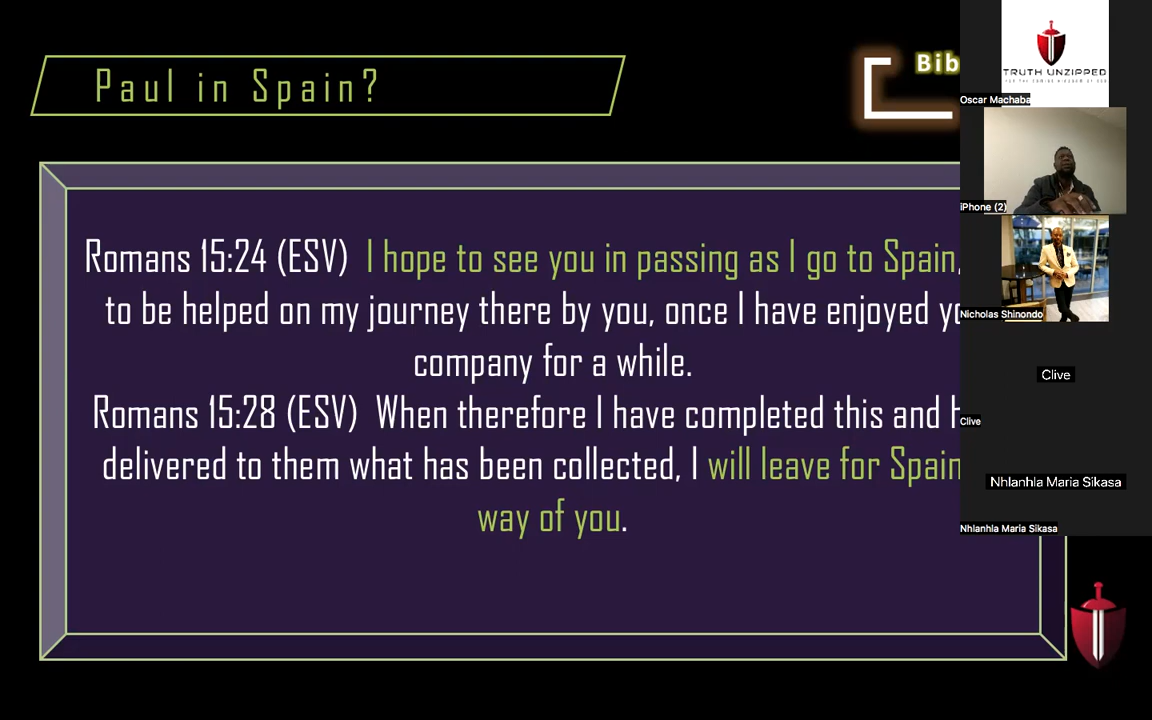 Paul in Spain?
Romans 15:24 (ESV) I hope to see you in passing as I go to Spain,
to be helped on my journey there by you, once I have enjoyed
company for a while.
Romans 15:28 (ESV) When therefore I have completed this and
delivered to them what has been collected, I will leave for Spain
way of you.
TRUTH UNZIPPED
Oscar Machaba
iPhone (2)
Nicholas Shinondo
Clive
Clive
Nhlanhla Maria Sikasa
Nhlanhla Maria Sikasa